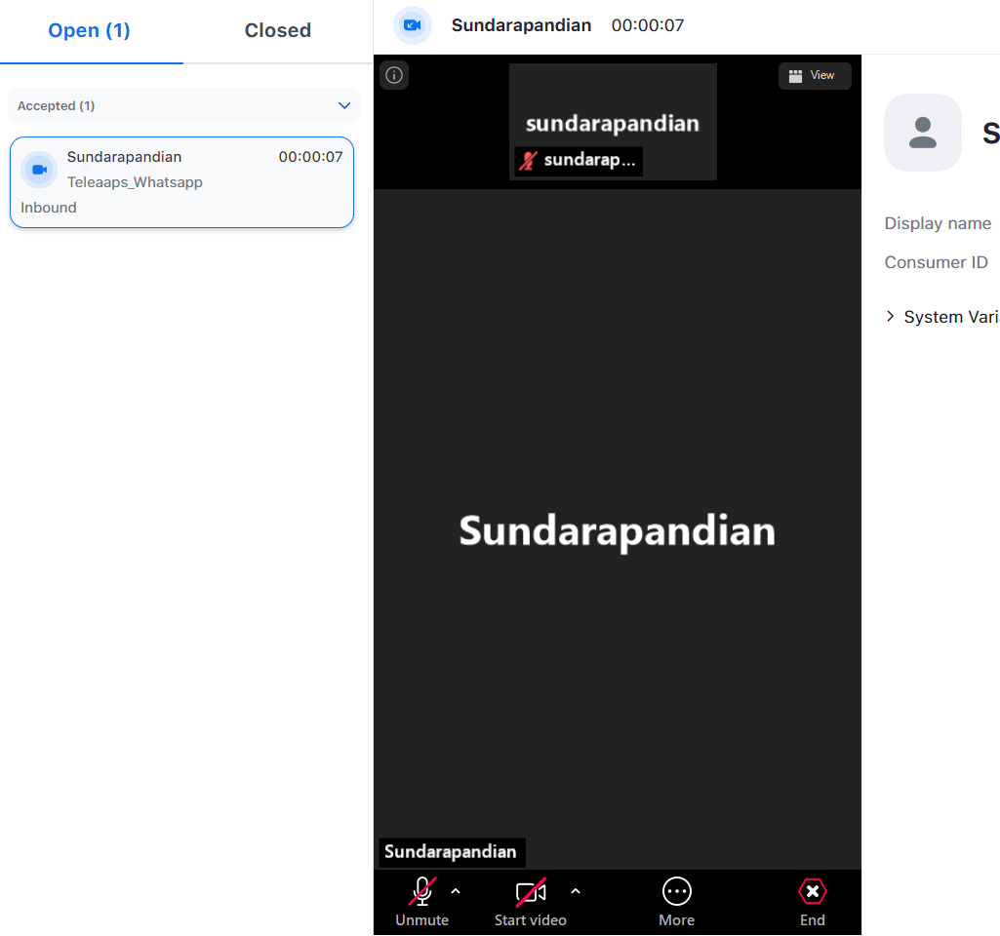 Open (1)
Closed
Accepted (1)
Sundarapandian
00:00:07
Teleaaps_Whatsapp
Inbound
Sundarapandian
00:00:07
View
sundarapandian
sundarap...
Sundarapandian
Sundarapandian
Unmute
Start video
More
End
S
Display name
Consumer ID
System Vari